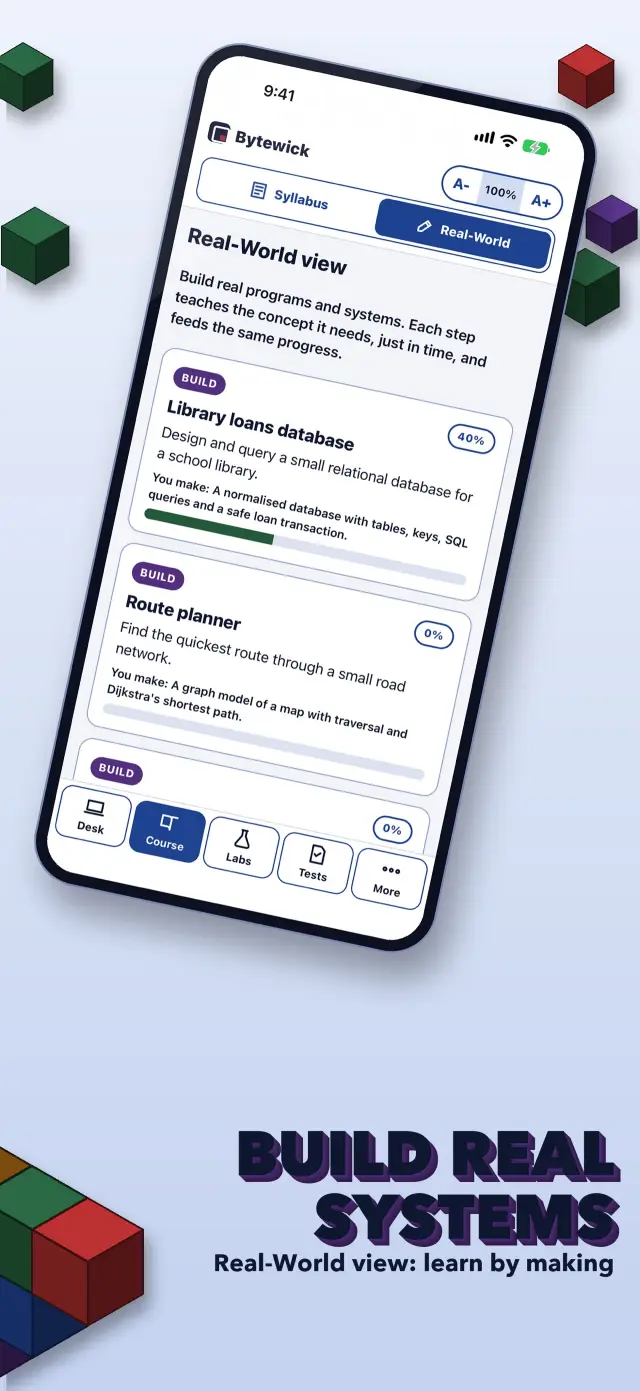 9:41
Bytewick
A- 100% A+
Syllabus
Real-World
Real-World view
Build real programs and systems. Each step
teaches the concept it needs, just in time, and
feeds the same progress.
BUILD
Library loans database
40%
Design and query a small relational database for
a school library.
You make: A normalised database with tables, keys, SQL
queries and a safe loan transaction.
BUILD
Route planner
0%
Find the quickest route through a small road
network.
You make: A graph model of a map with traversal and
Dijkstra's shortest path.
BUILD
0%
Desk
Course
Labs
Tests
More
BUILD REAL
SYSTEMS
Real-World view: learn by making